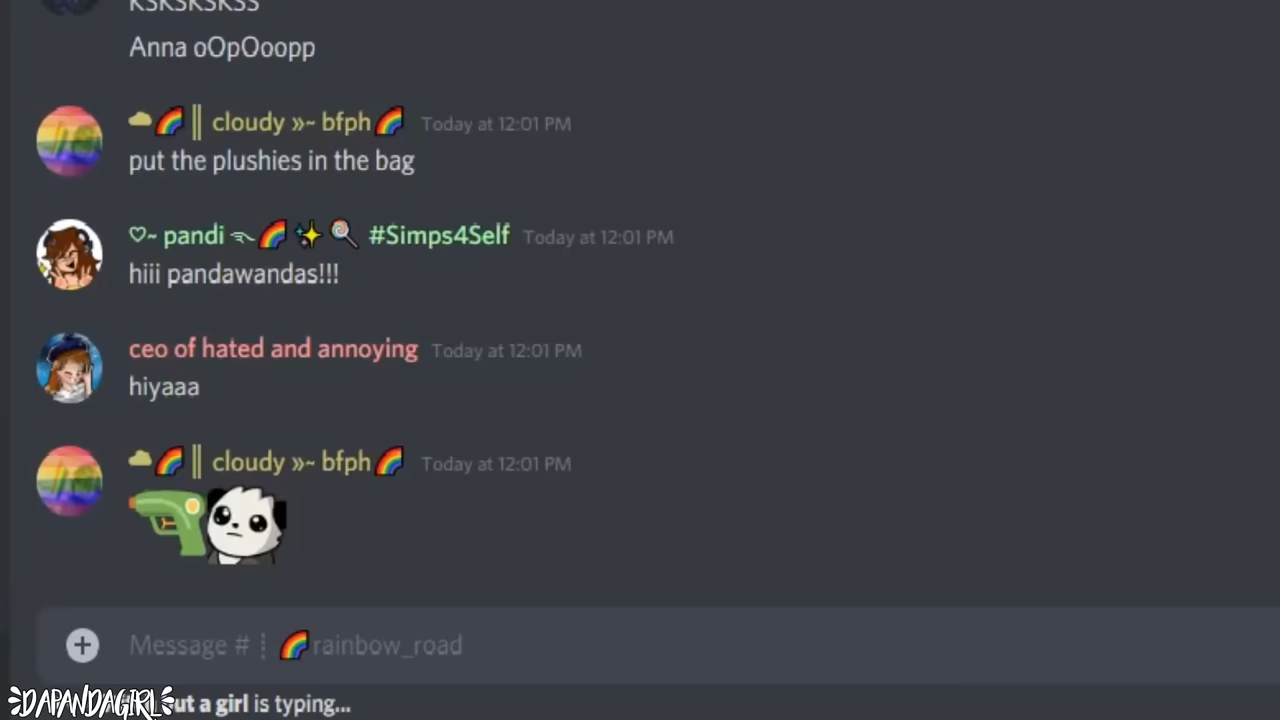 KSKSKSKSS
Anna oOpOoopp
☁🌈║ cloudy »~ bfph🌈 Today at 12:01 PM
put the plushies in the bag
♡~ pandi 🌈✨🍭 #Simps4Self Today at 12:01 PM
hiii pandawandas!!!
ceo of hated and annoying Today at 12:01 PM
hiyaaa
☁🌈║ cloudy »~ bfph🌈 Today at 12:01 PM
Message #┊🌈rainbow_road
DAPANDAGIRL
a girl is typing...